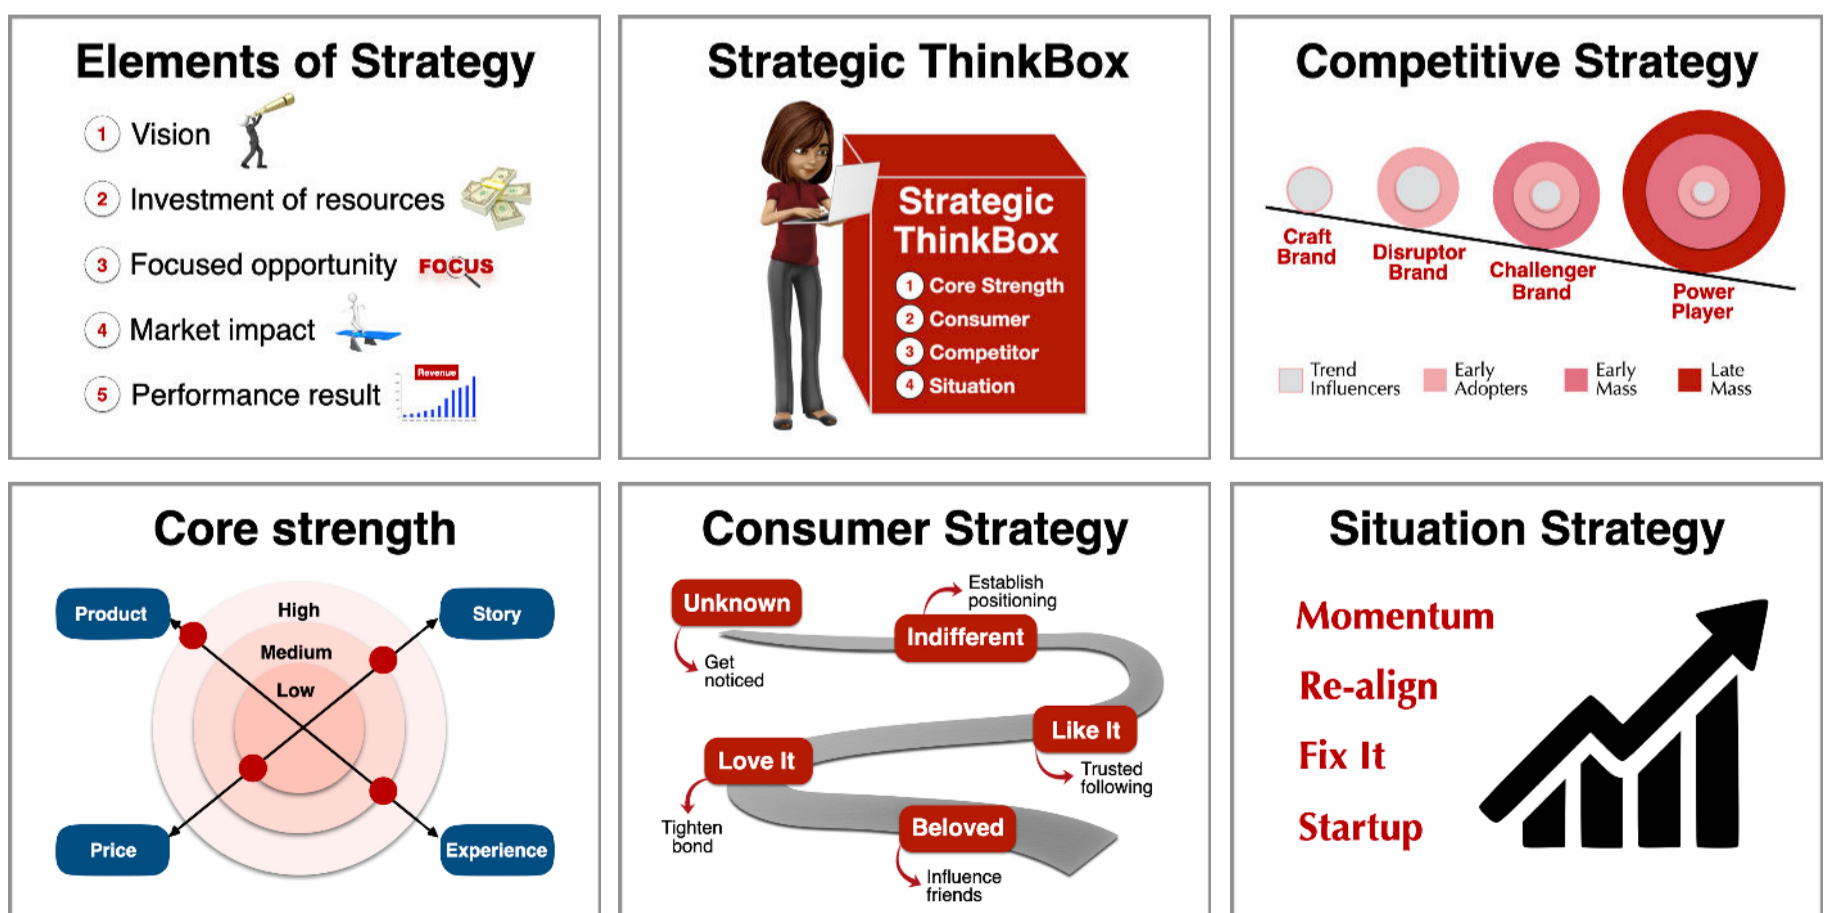 Elements of Strategy
1 Vision
2 Investment of resources
3 Focused opportunity
FOCUS
4 Market impact
5 Performance result
Revenue
Strategic ThinkBox
Strategic
ThinkBox
1 Core Strength
2 Consumer
3 Competitor
4 Situation
Competitive Strategy
Craft
Brand
Disruptor
Brand
Challenger
Brand
Power
Player
Trend
Influencers
Early
Adopters
Early
Mass
Late
Mass
Core strength
Product
Story
High
Medium
Low
Price
Experience
Consumer Strategy
Unknown
Get
noticed
Establish
positioning
Indifferent
Like It
Trusted
following
Love It
Tighten
bond
Beloved
Influence
friends
Situation Strategy
Momentum
Re-align
Fix It
Startup